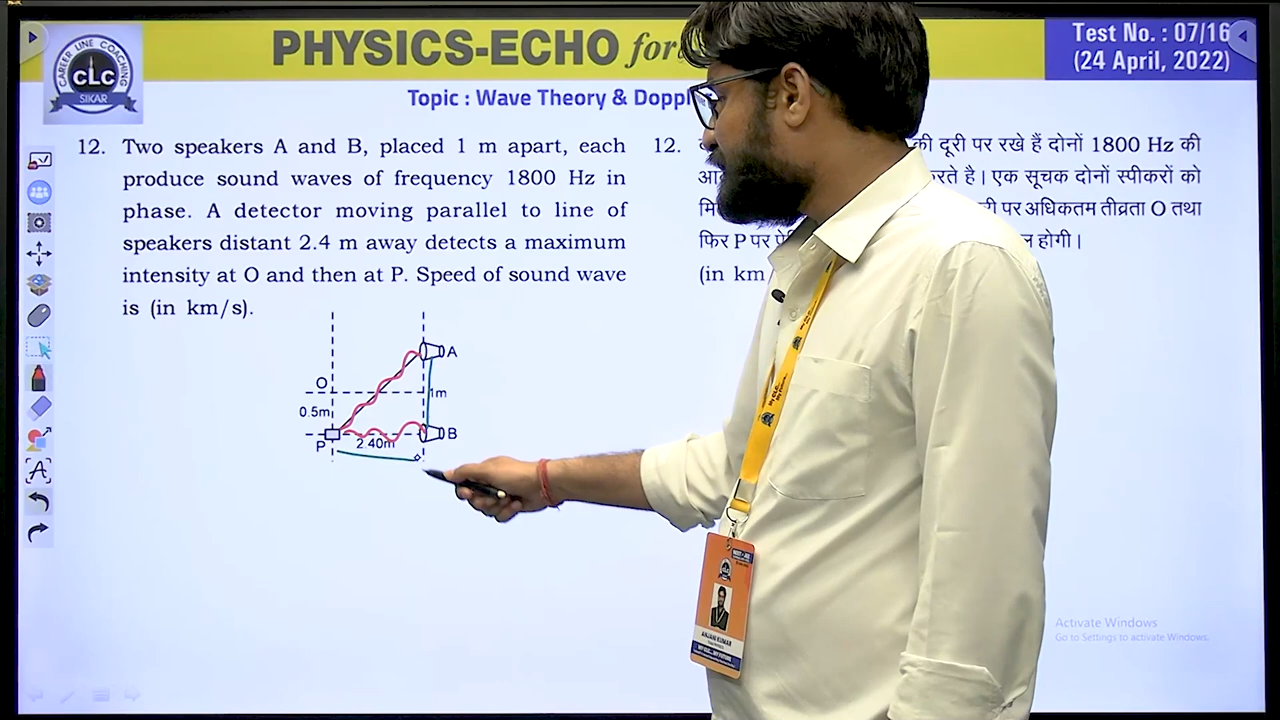 PHYSICS-ECHO for
Test No. : 07/16
(24 April, 2022)
CAREER LINE COACHING
CLC
SIKAR
Topic : Wave Theory & Doppl
12. Two speakers A and B, placed 1 m apart, each
produce sound waves of frequency 1800 Hz in
phase. A detector moving parallel to line of
speakers distant 2.4 m away detects a maximum
intensity at O and then at P. Speed of sound wave
is (in km/s).
A
O
1m
0.5m
B
P
2.40m
12.
की दूरी पर रखे हैं दोनों 1800 Hz की
रते है। एक सूचक दोनों स्पीकरों को
पर अधिकतम तीव्रता O तथा
फिर P पर
होगी।
(in km/
ANJANI KUMAR
Activate Windows
Go to Settings to activate Windows.